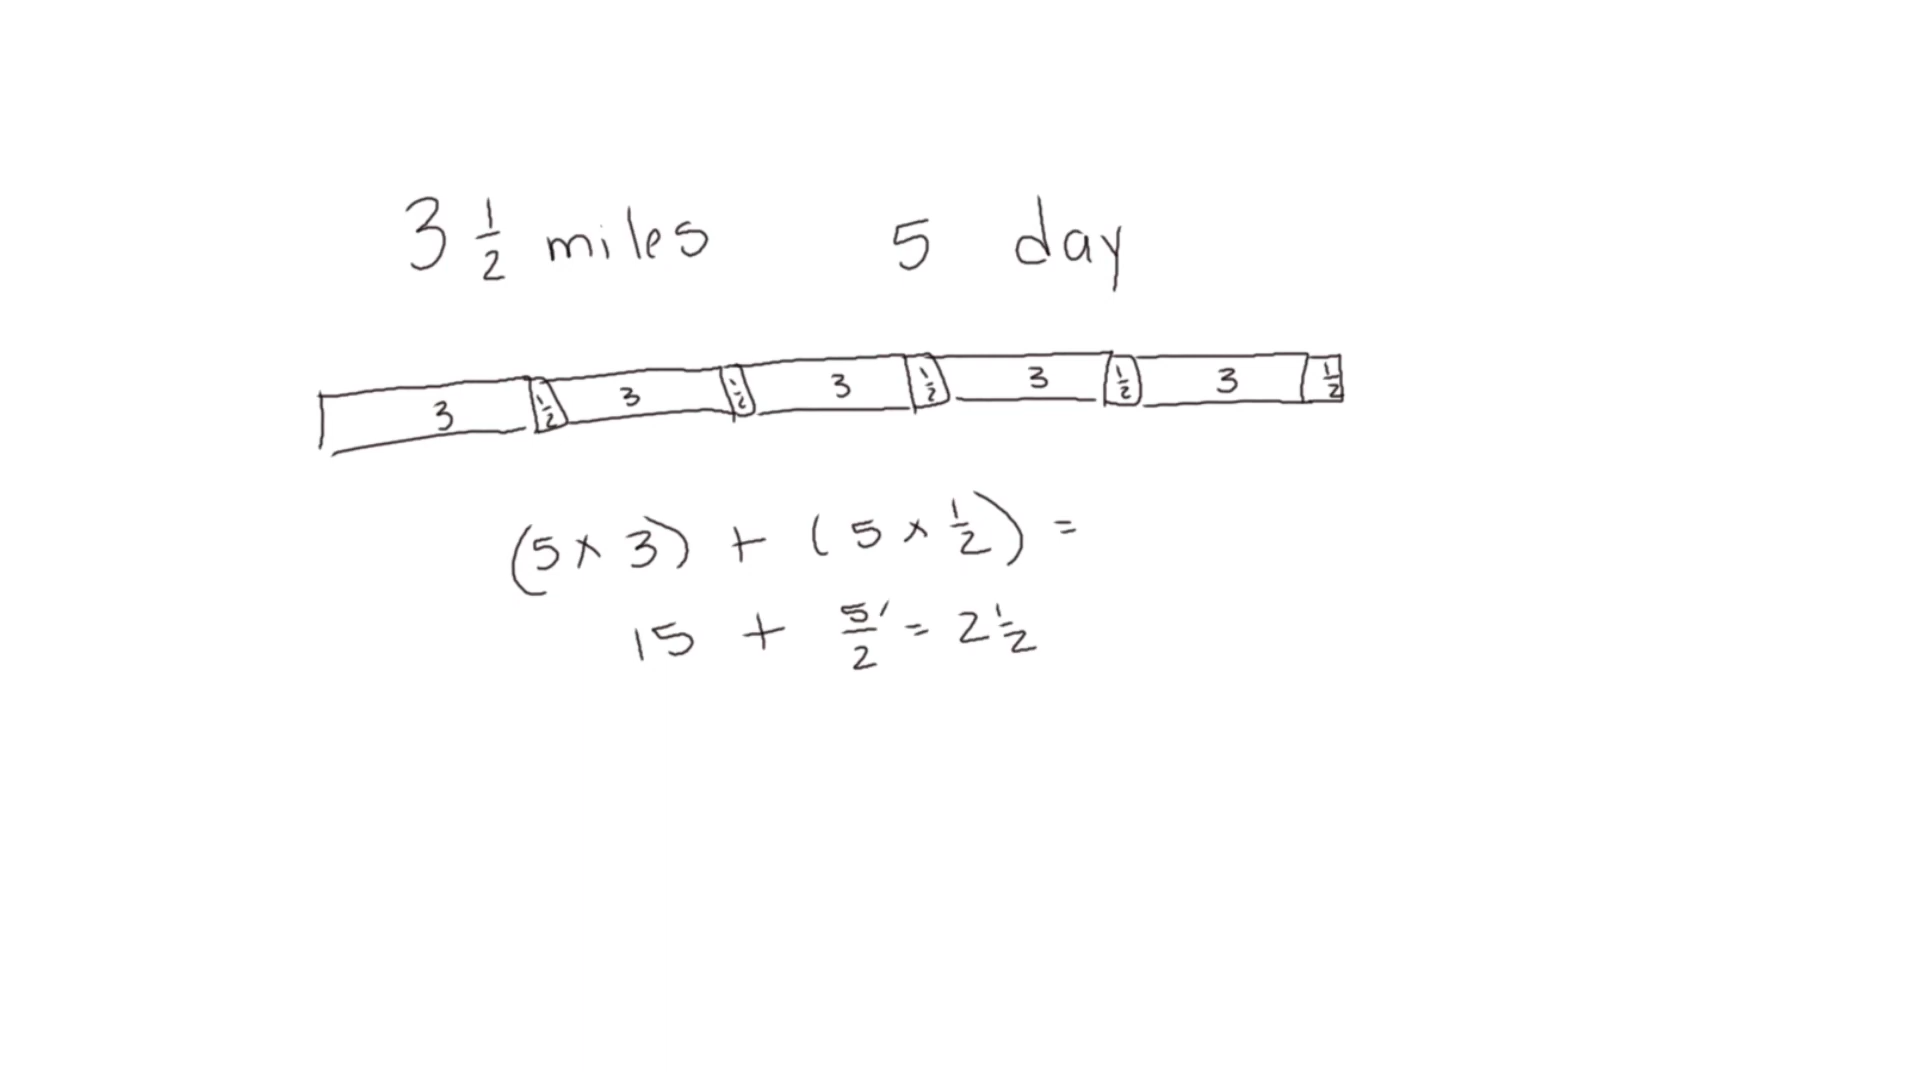 3 1/2 miles 5 day
3 1/2 3 1/2 3 1/2 3 1/2 3 1/2
(5 x 3) + (5 x 1/2) =
15 + 5/2 = 2 1/2